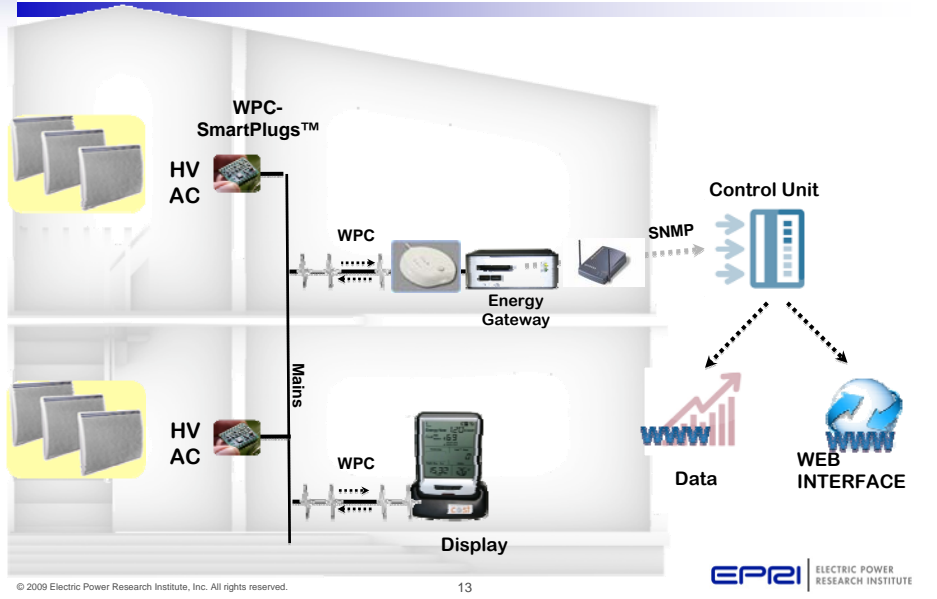 WPC-
SmartPlugs™
HV
AC
WPC
Energy
Gateway
SNMP
Control Unit
Mains
HV
AC
WPC
Display
www
Data
WWW
WEB
INTERFACE
© 2009 Electric Power Research Institute, Inc. All rights reserved.
13
EPRI
ELECTRIC POWER
RESEARCH INSTITUTE